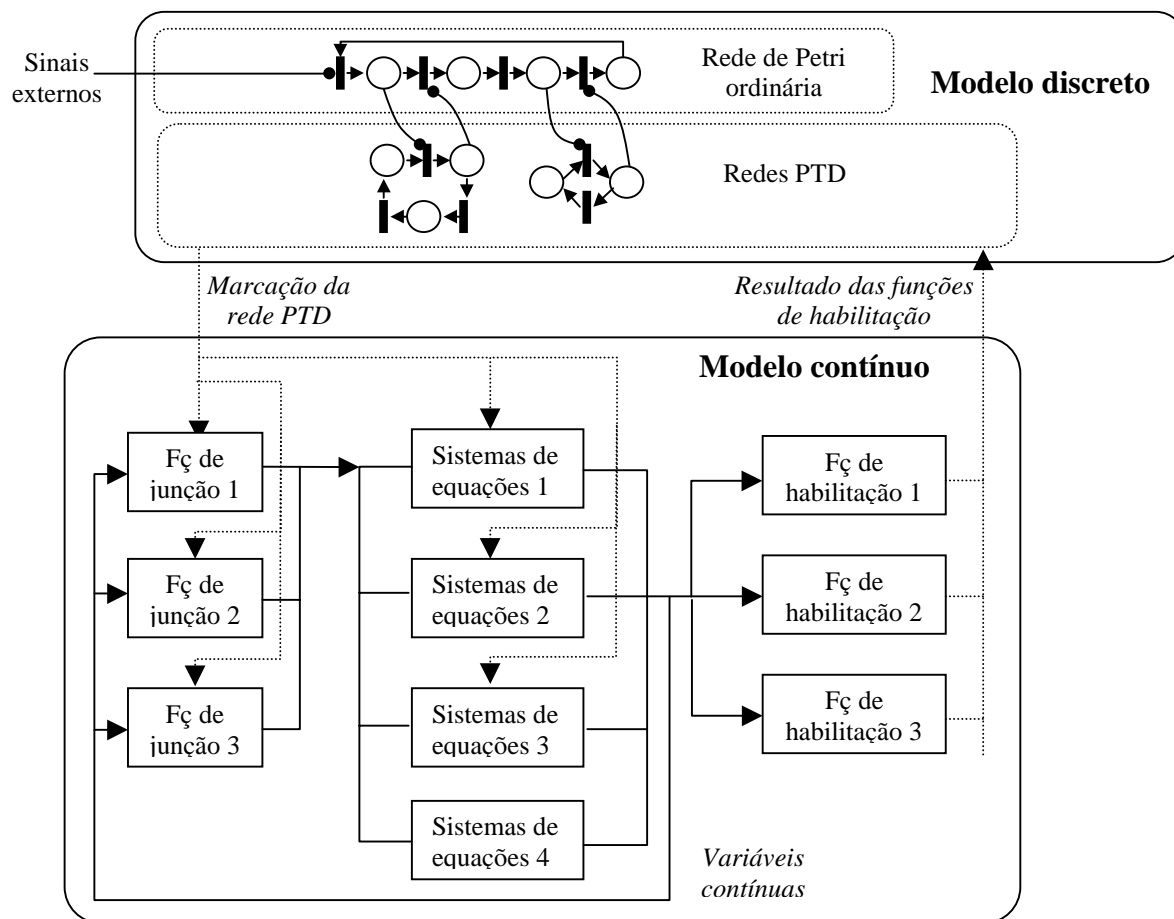 Sinais
externos
Rede de Petri
ordinária
Modelo discreto
Redes PTD
Marcação da
rede PTD
Resultado das funções
de habilitação
Modelo contínuo
Fç de
junção 1
Sistemas de
equações 1
Fç de
habilitação 1
Fç de
junção 2
Sistemas de
equações 2
Fç de
habilitação 2
Fç de
junção 3
Sistemas de
equações 3
Fç de
habilitação 3
Sistemas de
equações 4
Variáveis
contínuas